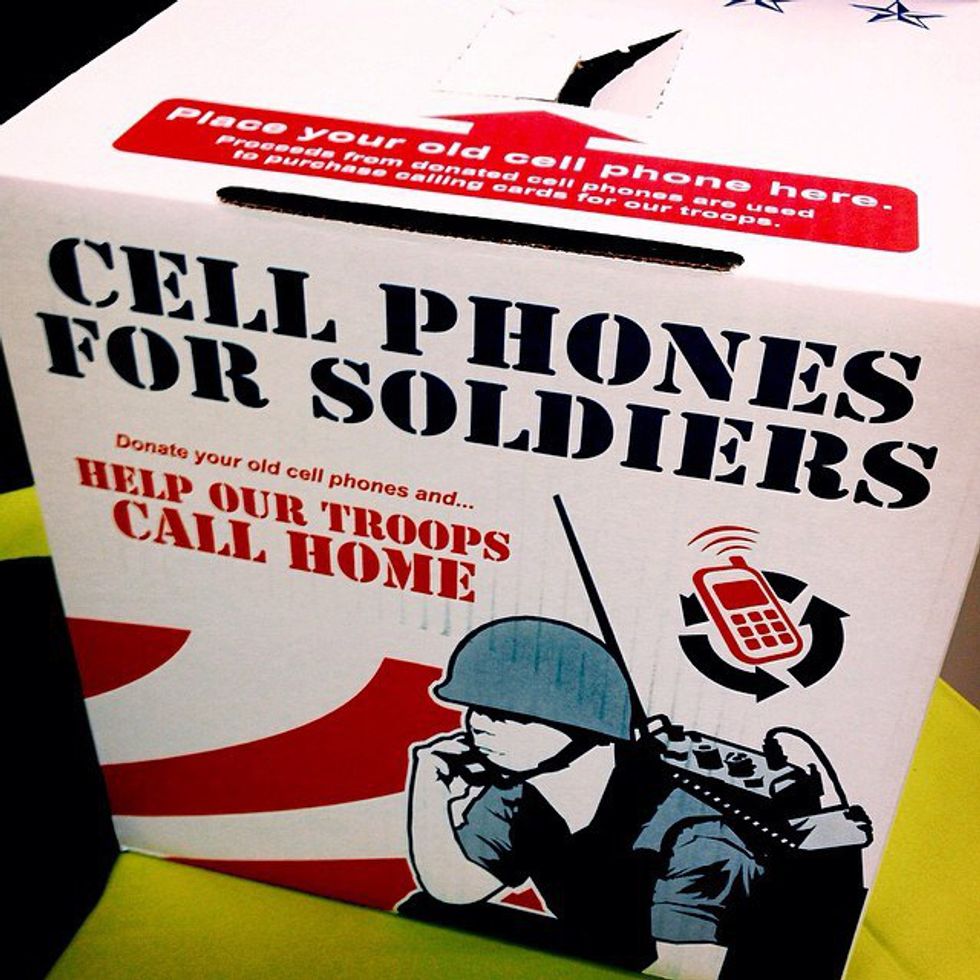 Place your old cell phone here.
Proceeds from donated cell phones are used
to purchase calling cards for our troops.
CELL PHONES
FOR SOLDIERS
Donate your old cell phones and...
HELP OUR TROOPS
CALL HOME